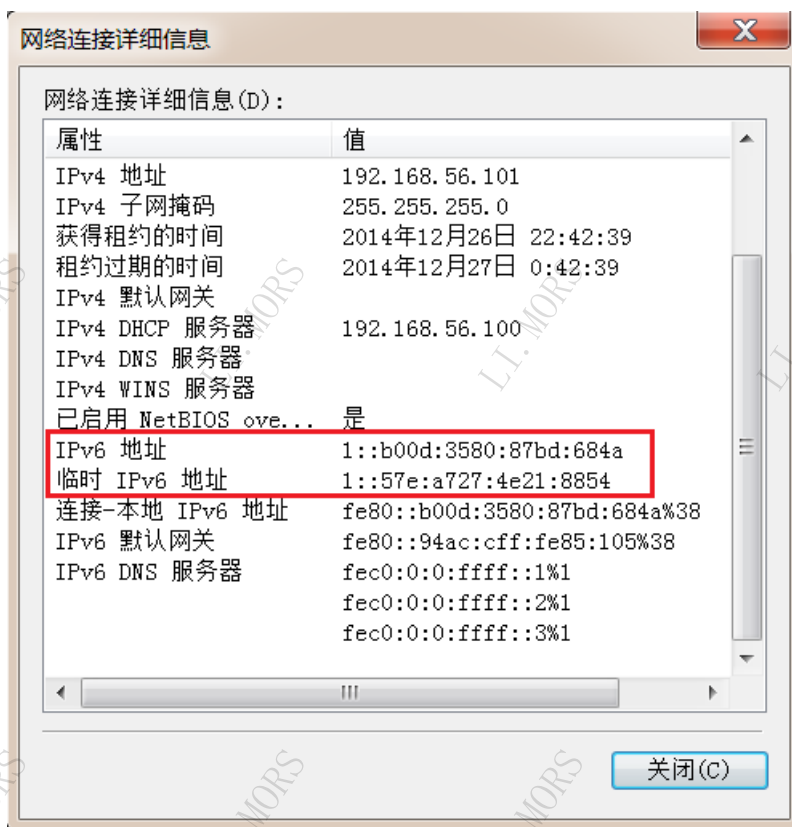 网络连接详细信息
网络连接详细信息(D):
属性 值
IPv4 地址 192.168.56.101
IPv4 子网掩码 255.255.255.0
获得租约的时间 2014年12月26日 22:42:39
租约过期的时间 2014年12月27日 0:42:39
IPv4 默认网关
IPv4 DHCP 服务器 192.168.56.100
IPv4 DNS 服务器
IPv4 WINS 服务器
已启用 NetBIOS ove... 是
IPv6 地址 1::b00d:3580:87bd:684a
临时 IPv6 地址 1::57e:a727:4e21:8854
连接-本地 IPv6 地址 fe80::b00d:3580:87bd:684a%38
IPv6 默认网关 fe80::94ac:cff:fe85:105%38
IPv6 DNS 服务器 fec0:0:0:ffff::1%1
fec0:0:0:ffff::2%1
fec0:0:0:ffff::3%1
关闭(C)
LI.MORS